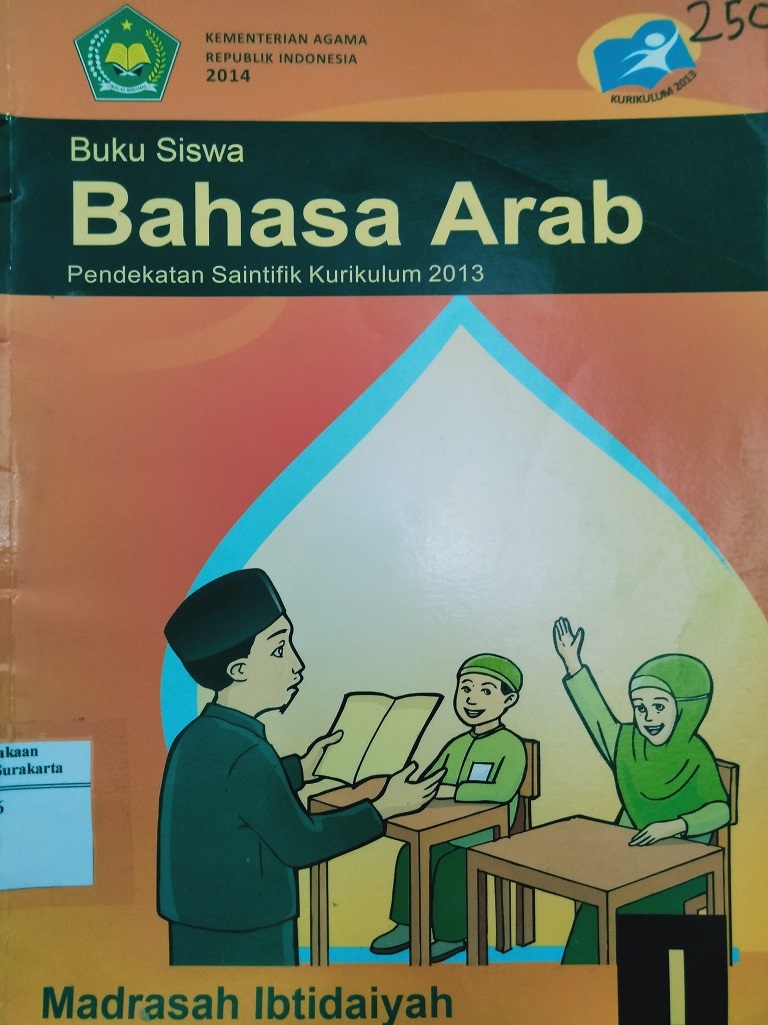 KEMENTERIAN AGAMA
REPUBLIK INDONESIA
2014
KURIKULUM 2013
250
Buku Siswa
Bahasa Arab
Pendekatan Saintifik Kurikulum 2013
akaan
Surakarta
Madrasah Ibtidaiyah
I